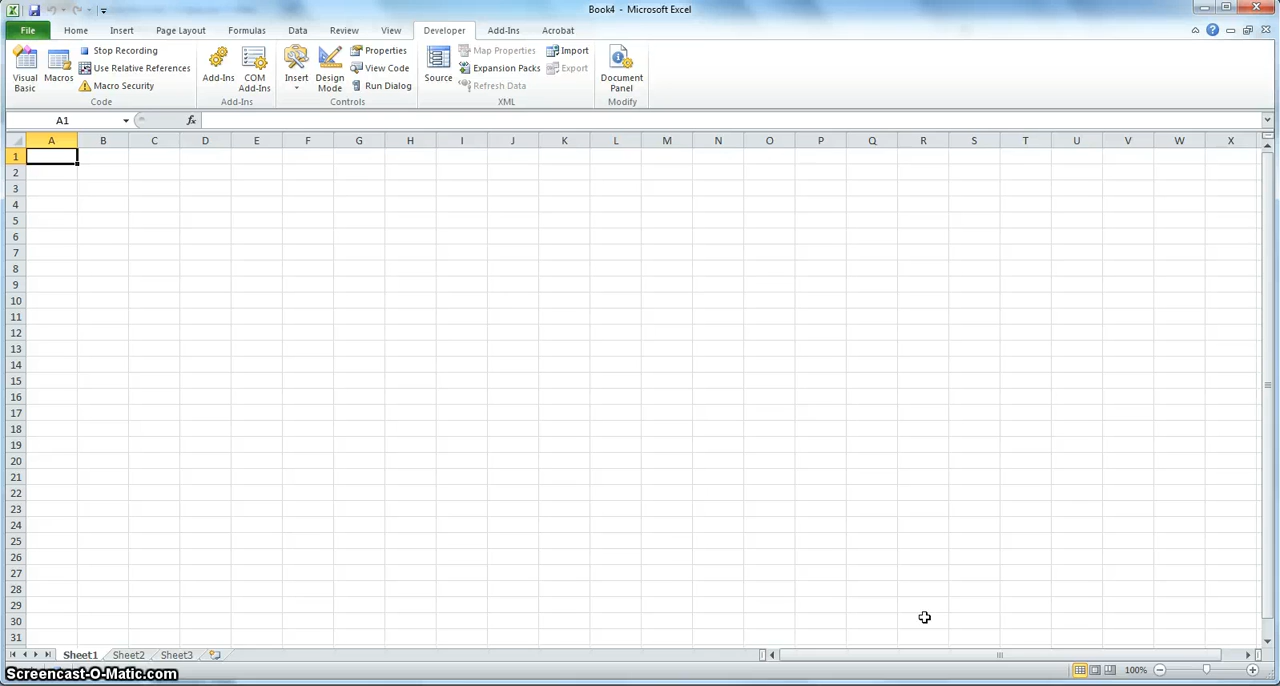 Book4 - Microsoft Excel
File Home Insert Page Layout Formulas Data Review View Developer Add-Ins Acrobat
Visual Basic
Macros
Stop Recording
Use Relative References
Macro Security
Code
Add-Ins
COM Add-Ins
Add-Ins
Insert
Design Mode
Properties
View Code
Run Dialog
Controls
Source
Map Properties
Expansion Packs
Refresh Data
Import
Export
XML
Document Panel
Modify
A1 fx
A B C D E F G H I J K L M N O P Q R S T U V W X
1
2
3
4
5
6
7
8
9
10
11
12
13
14
15
16
17
18
19
20
21
22
23
24
25
26
27
28
29
30
31
Sheet1 Sheet2 Sheet3
100%
Screencast-O-Matic.com